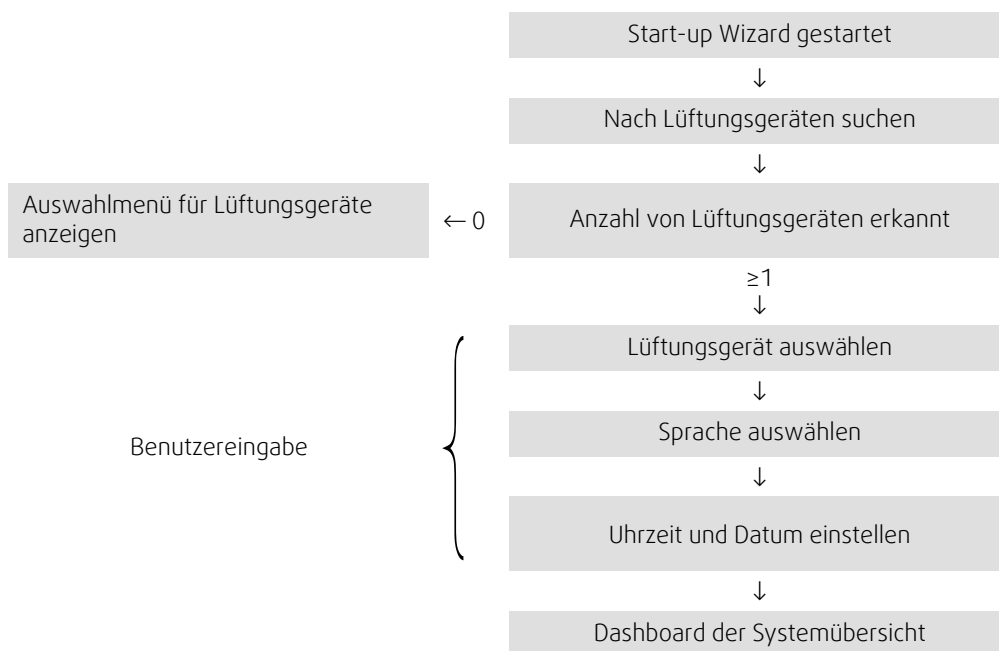 Start-up Wizard gestartet
↓
Nach Lüftungsgeräten suchen
↓
Auswahlmenü für Lüftungsgeräte
anzeigen
← 0
Anzahl von Lüftungsgeräten erkannt
≥1
↓
Lüftungsgerät auswählen
↓
Benutzereingabe
Sprache auswählen
↓
Uhrzeit und Datum einstellen
↓
Dashboard der Systemübersicht